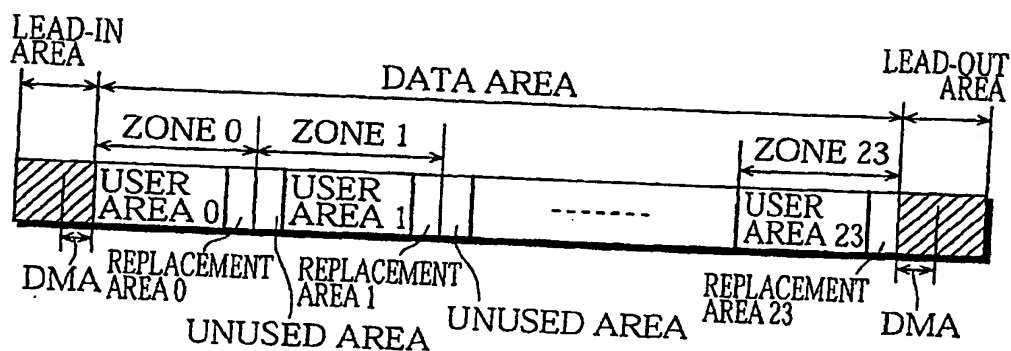 LEAD-IN
AREA
DATA AREA
LEAD-OUT
AREA
ZONE 0
ZONE 1
ZONE 23
USER
AREA 0
USER
AREA 1
-------
USER
AREA 23
DMA
REPLACEMENT
AREA 0
REPLACEMENT
AREA 1
REPLACEMENT
AREA 23
DMA
UNUSED AREA
UNUSED AREA